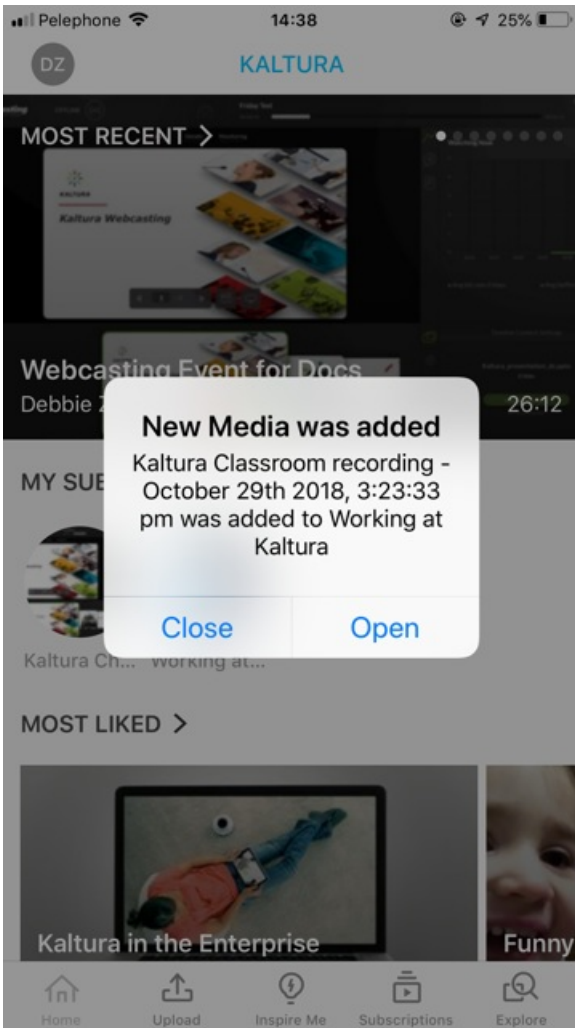 Pelephone 14:38 25%
DZ KALTURA
MOST RECENT >
KALTURA
Kaltura Webcasting
Webcasting Event for Docs
Debbie
26:12
New Media was added
Kaltura Classroom recording -
October 29th 2018, 3:23:33
pm was added to Working at
Kaltura
Close Open
MY SUB
Kaltura Ch... Working at...
MOST LIKED >
Kaltura in the Enterprise
Funny
Home Upload Inspire Me Subscriptions Explore